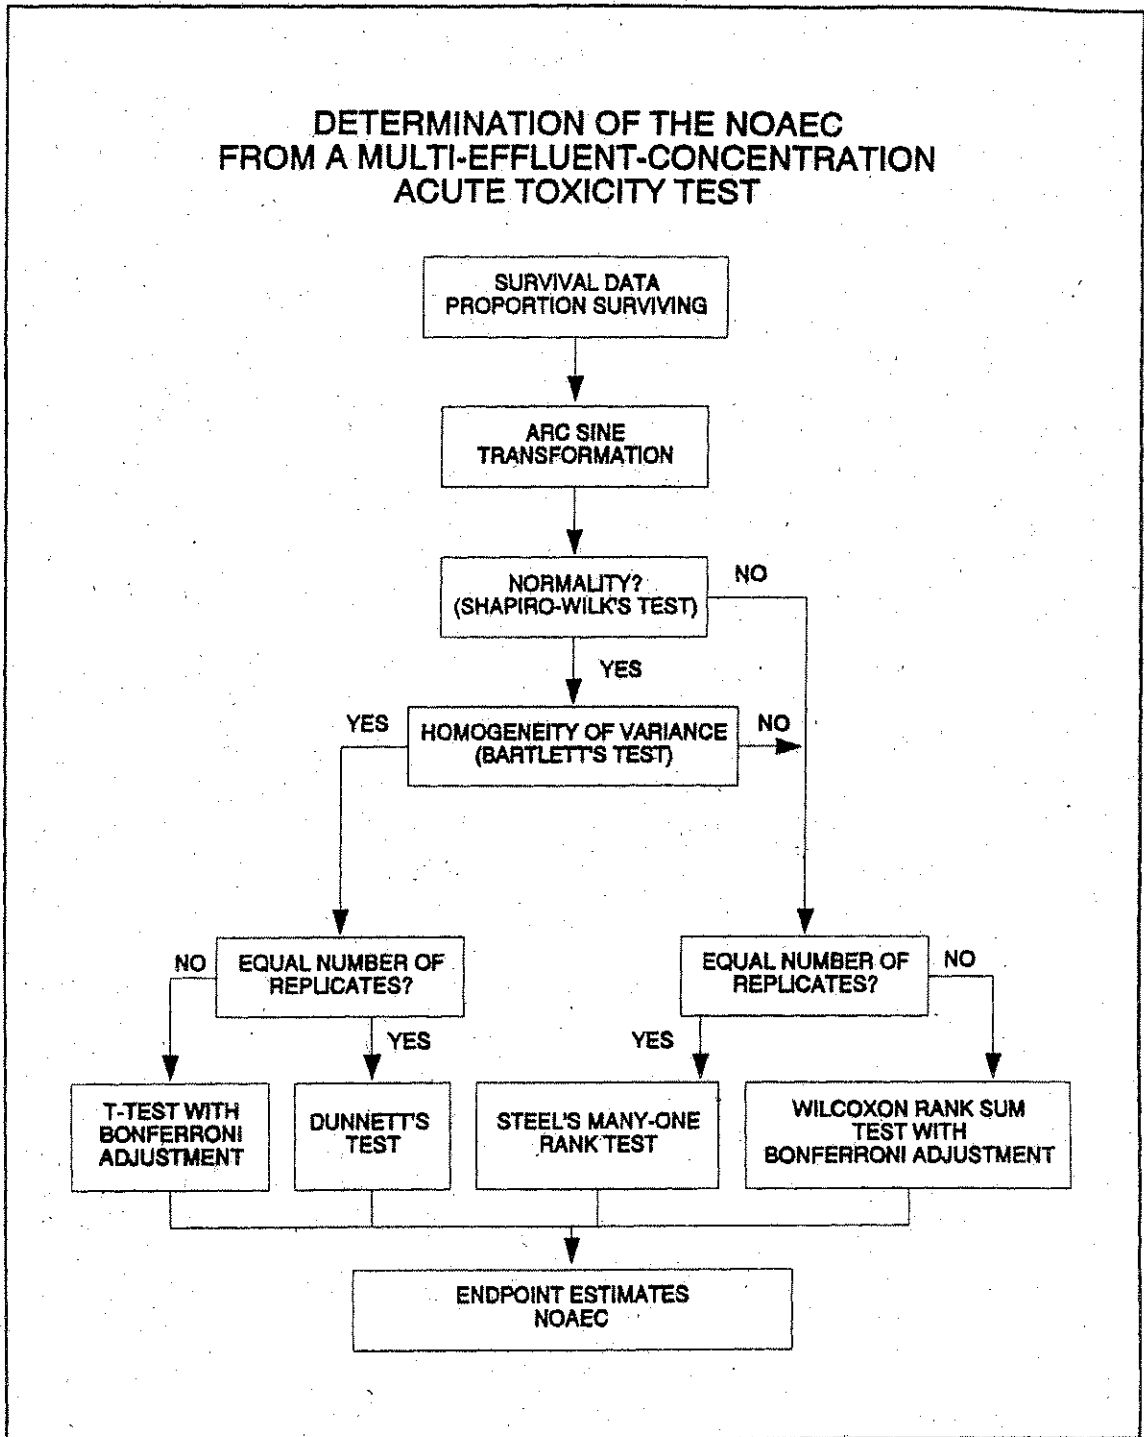 DETERMINATION OF THE NOAEC
FROM A MULTI-EFFLUENT-CONCENTRATION
ACUTE TOXICITY TEST
SURVIVAL DATA
PROPORTION SURVIVING
ARC SINE
TRANSFORMATION
NORMALITY?
(SHAPIRO-WILK'S TEST)
NO
YES
YES
HOMOGENEITY OF VARIANCE
(BARTLETT'S TEST)
NO
NO
EQUAL NUMBER OF
REPLICATES?
YES
EQUAL NUMBER OF
REPLICATES?
NO
YES
T-TEST WITH
BONFERRONI
ADJUSTMENT
DUNNETT'S
TEST
STEEL'S MANY-ONE
RANK TEST
WILCOXON RANK SUM
TEST WITH
BONFERRONI ADJUSTMENT
ENDPOINT ESTIMATES
NOAEC